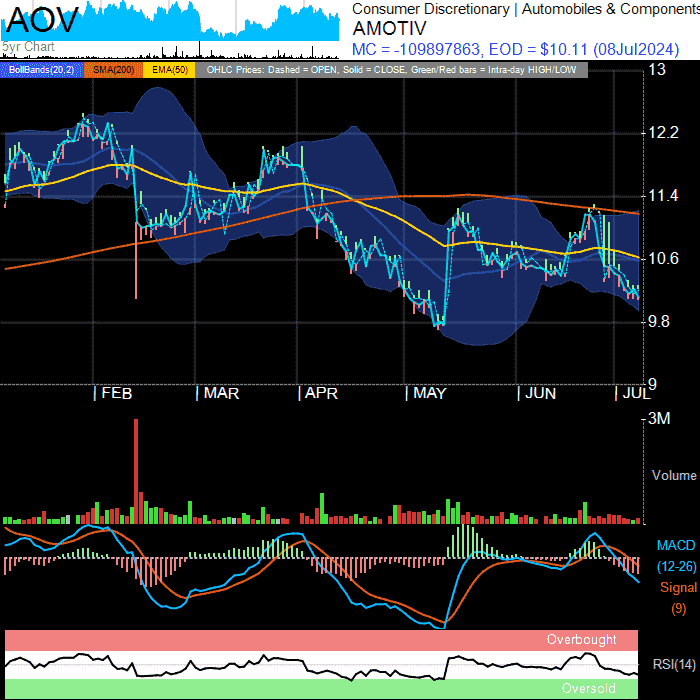 AOV
5yr Chart
Consumer Discretionary | Automobiles & Components
AMOTIV
MC = -109897863, EOD = $10.11 (08Jul2024)
BollBands(20,2) SMA(200) EMA(50) OHLC Prices: Dashed = OPEN, Solid = CLOSE, Green/Red bars = Intra-day HIGH/LOW
13
12.2
11.4
10.6
9.8
9
| FEB | MAR | APR | MAY | JUN | JUL
3M
Volume
MACD
(12-26)
Signal
(9)
Overbought
RSI(14)
Oversold